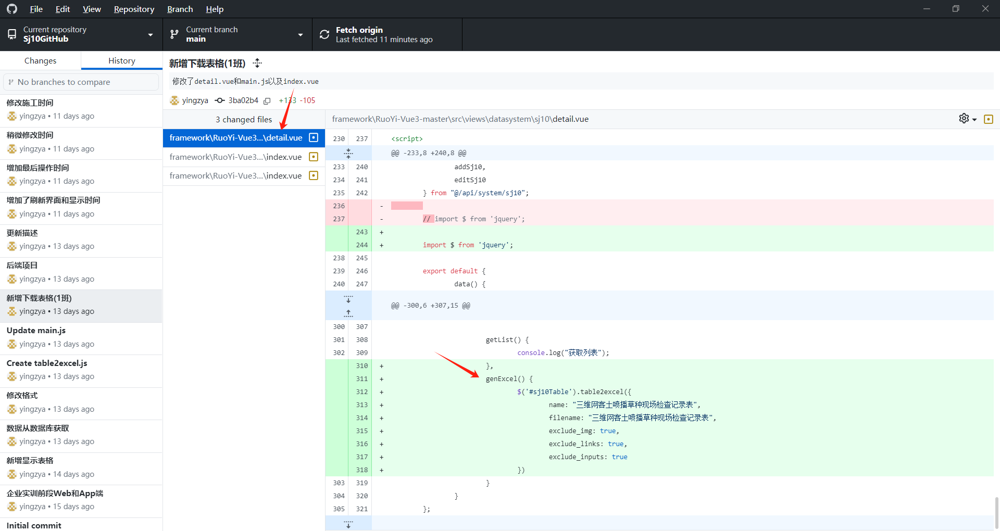 File Edit View Repository Branch Help
Current repository
Sj10GitHub
Current branch
main
Fetch origin
Last fetched 11 minutes ago
Changes
History
No branches to compare
修改施工时间
yingzya • 11 days ago
稍微修改时间
yingzya • 11 days ago
增加最后操作时间
yingzya • 11 days ago
增加了刷新界面和显示时间
yingzya • 11 days ago
更新描述
yingzya • 13 days ago
后端项目
yingzya • 13 days ago
新增下载表格(1班)
yingzya • 13 days ago
Update main.js
yingzya • 13 days ago
Create table2excel.js
yingzya • 13 days ago
修改格式
yingzya • 13 days ago
数据从数据库获取
yingzya • 13 days ago
新增显示表格
yingzya • 14 days ago
企业实训前段Web和App端
yingzya • 15 days ago
Initial commit
新增下载表格(1班)
修改了detail.vue和main.js以及index.vue
yingzya 3ba02b4 +133 -105
3 changed files
framework\RuoYi-Vue3...\detail.vue
framework\RuoYi-Vue3...\index.vue
framework\RuoYi-Vue3...\index.vue
framework\RuoYi-Vue3-master\src\views\datasystem\sj10\detail.vue
230 237 <script>
@@ -233,8 +240,8 @@
233 240 addSj10,
234 241 editSj10
235 242 } from "@/api/system/sj10";
236 -
237 - // import $ from 'jquery';
243 +
244 + import $ from 'jquery';
238 245
239 246 export default {
240 247 data() {
@@ -300,6 +307,15 @@
300 307
301 308 getList() {
302 309 console.log("获取列表");
310 + },
311 + genExcel() {
312 + $('#sj10Table').table2excel({
313 + name: "三维网客土喷播草种现场检查记录表",
314 + filename: "三维网客土喷播草种现场检查记录表",
315 + exclude_img: true,
316 + exclude_links: true,
317 + exclude_inputs: true
318 + })
303 319 }
304 320 }
305 321 };